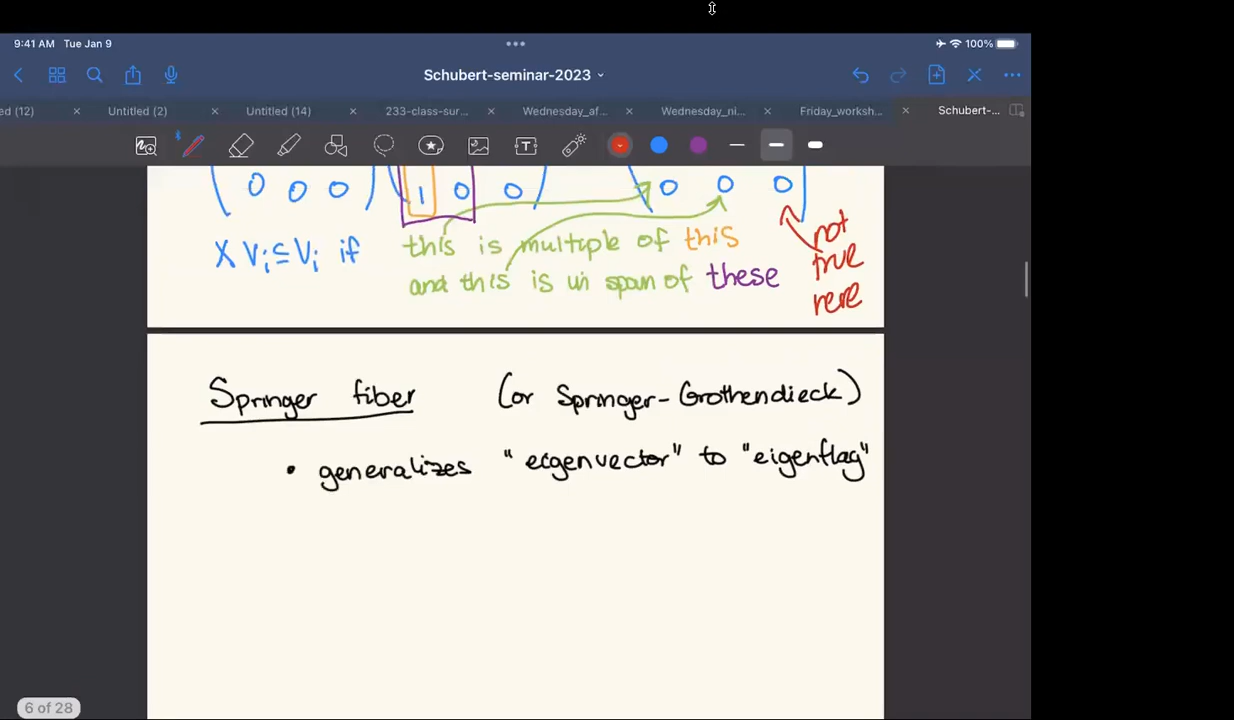 9:41 AM Tue Jan 9
100%
Schubert-seminar-2023
ed (12)
Untitled (2)
Untitled (14)
233-class-sur...
Wednesday_af...
Wednesday_ni...
Friday_worksh...
Schubert-...
0 0 0
1 0 0
0 0 0
X Vi ⊆ Vi if
this is multiple of this
and this is in span of these
not
true
here
Springer fiber (or Springer-Grothendieck)
• generalizes "eigenvector" to "eigenflag"
6 of 28